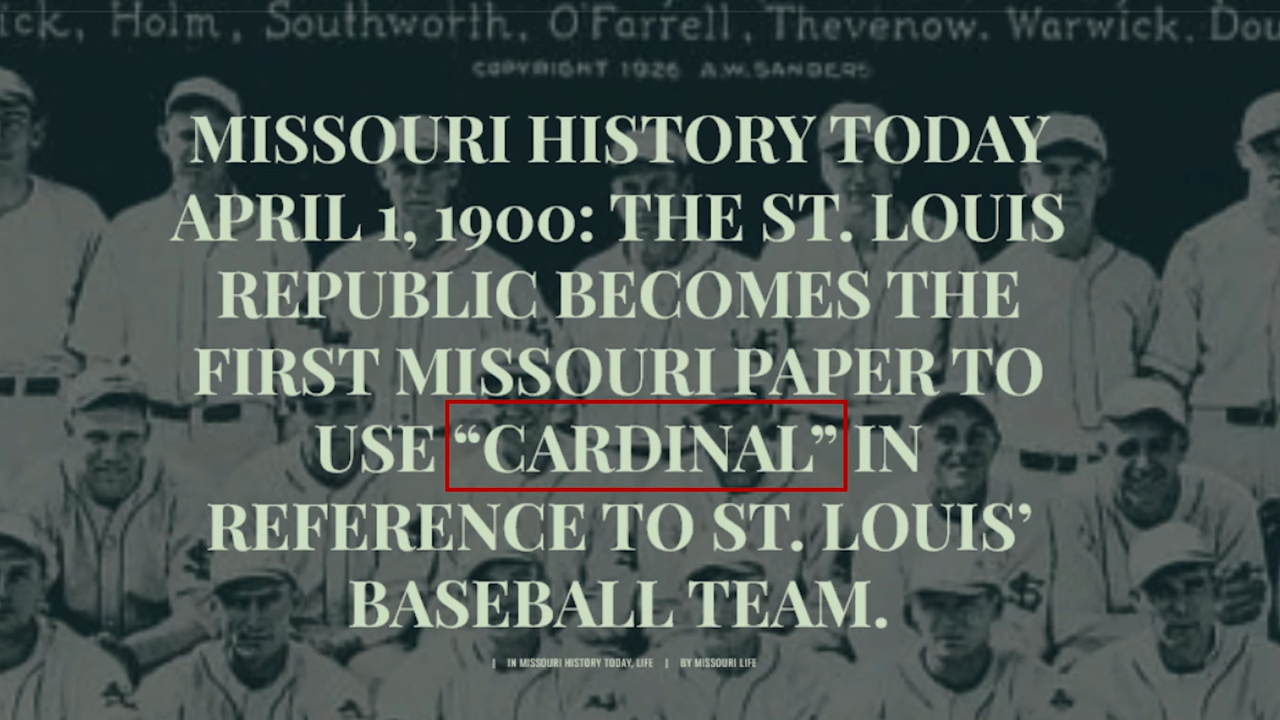 ick, Holm, Southworth, O'Farrell, Thevenow. Warwick. Dou
COPYRIGHT 1926 A.W.SANDERS
MISSOURI HISTORY TODAY
APRIL 1, 1900: THE ST. LOUIS
REPUBLIC BECOMES THE
FIRST MISSOURI PAPER TO
USE “CARDINAL” IN
REFERENCE TO ST. LOUIS’
BASEBALL TEAM.
| IN MISSOURI HISTORY TODAY, LIFE | BY MISSOURI LIFE